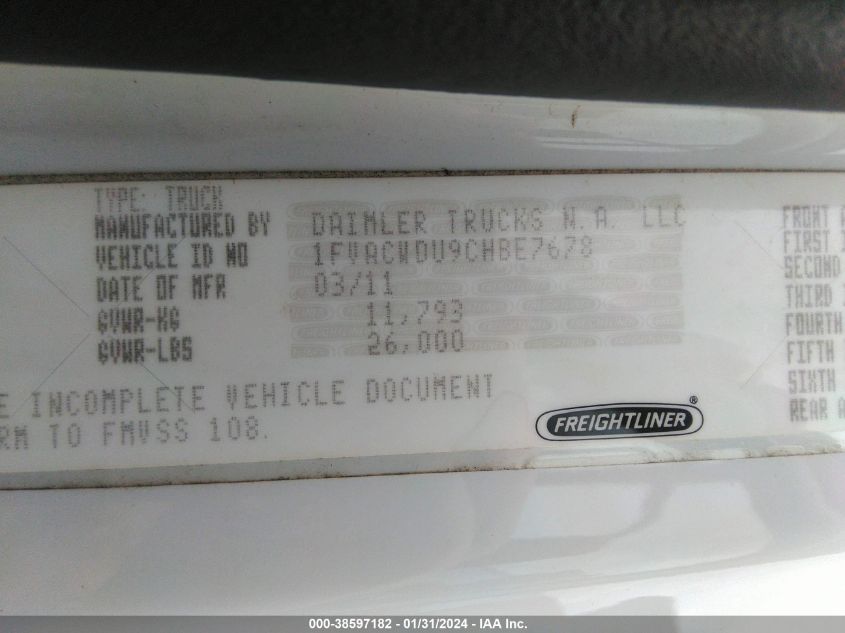 TYPE: TRUCK
MANUFACTURED BY DAIMLER TRUCKS N.A. LLC
VEHICLE ID NO 1FVACWDU9CHBE7678
DATE OF MFR 03/11
GVWR-KG 11,793
GVWR-LBS 26,000
FRONT A
FIRST I
SECOND
THIRD I
FOURTH
FIFTH
SIXTH
REAR A
E INCOMPLETE VEHICLE DOCUMENT
RM TO FMVSS 108.
FREIGHTLINER®
000-38597182 - 01/31/2024 - IAA Inc.